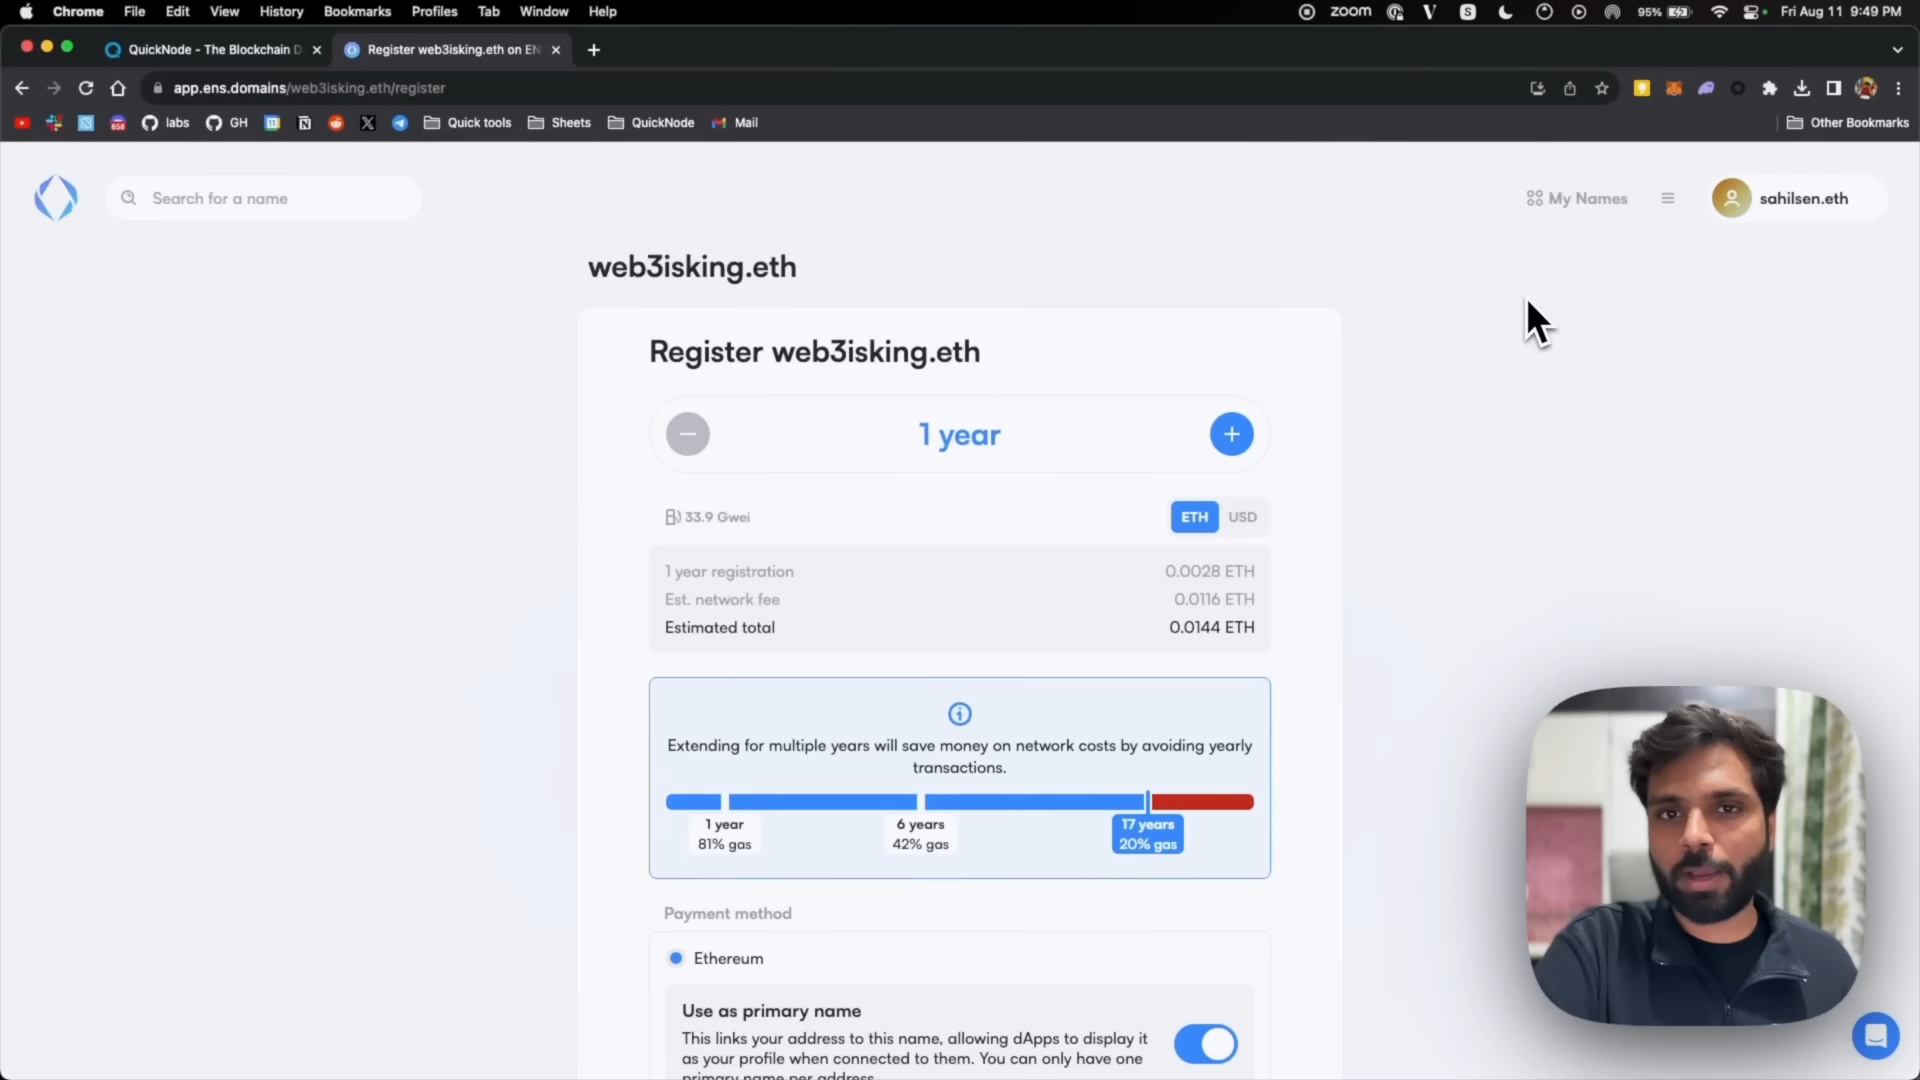 Chrome File Edit View History Bookmarks Profiles Tab Window Help zoom V S 95% Fri Aug 11 9:49 PM
QuickNode - The Blockchain D Register web3isking.eth on EN
app.ens.domains/web3isking.eth/register
labs GH Quick tools Sheets QuickNode Mail Other Bookmarks
Search for a name My Names sahilsen.eth
web3isking.eth
Register web3isking.eth
1 year
33.9 Gwei ETH USD
1 year registration 0.0028 ETH
Est. network fee 0.0116 ETH
Estimated total 0.0144 ETH
Extending for multiple years will save money on network costs by avoiding yearly
transactions.
1 year 6 years 17 years
81% gas 42% gas 20% gas
Payment method
Ethereum
Use as primary name
This links your address to this name, allowing dApps to display it
as your profile when connected to them. You can only have one
primary name per address.